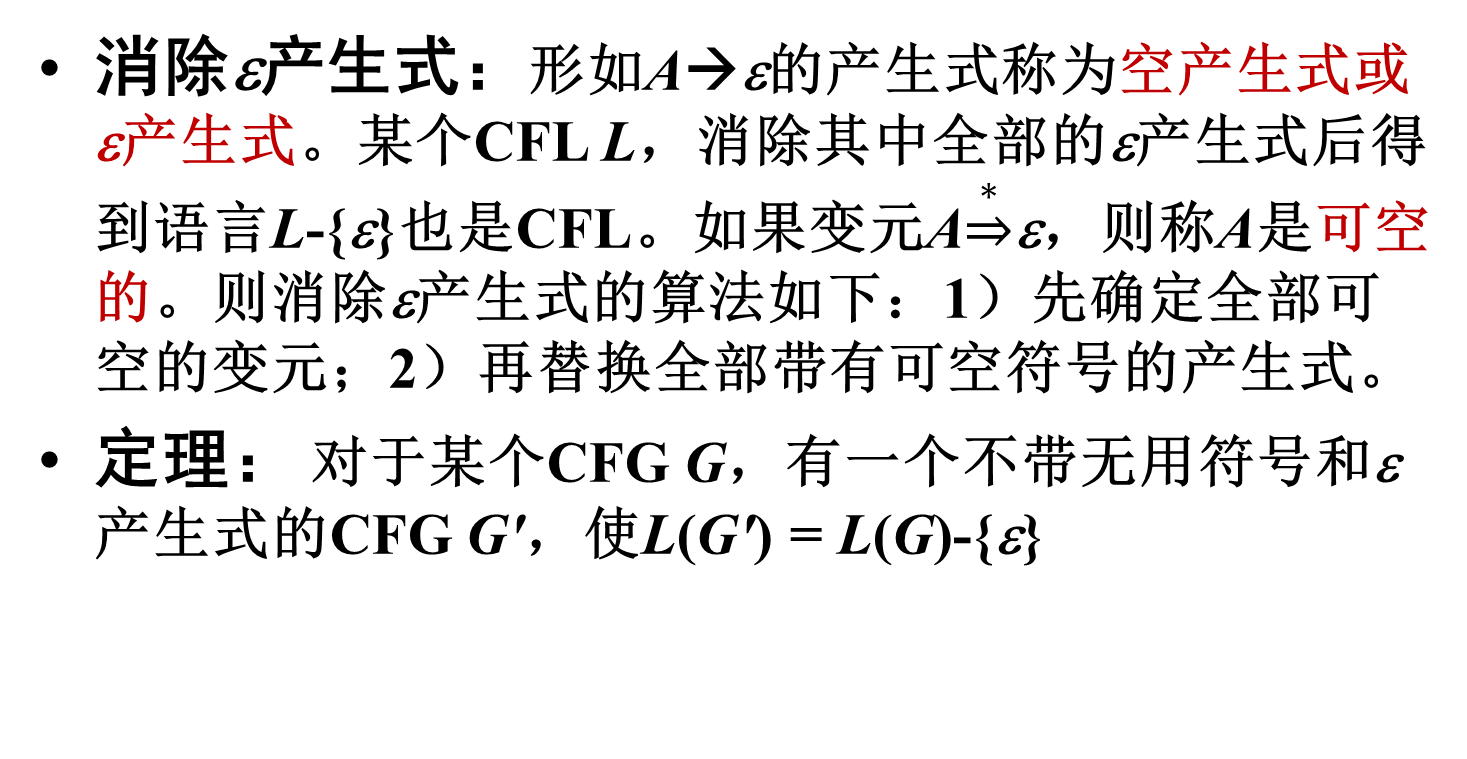 • 消除ε产生式：形如A→ε的产生式称为空产生式或
ε产生式。某个CFL L，消除其中全部的ε产生式后得
到语言L-{ε}也是CFL。如果变元A⇒*ε，则称A是可空
的。则消除ε产生式的算法如下：1）先确定全部可
空的变元；2）再替换全部带有可空符号的产生式。
• 定理： 对于某个CFG G，有一个不带无用符号和ε
产生式的CFG G'，使L(G') = L(G)-{ε}